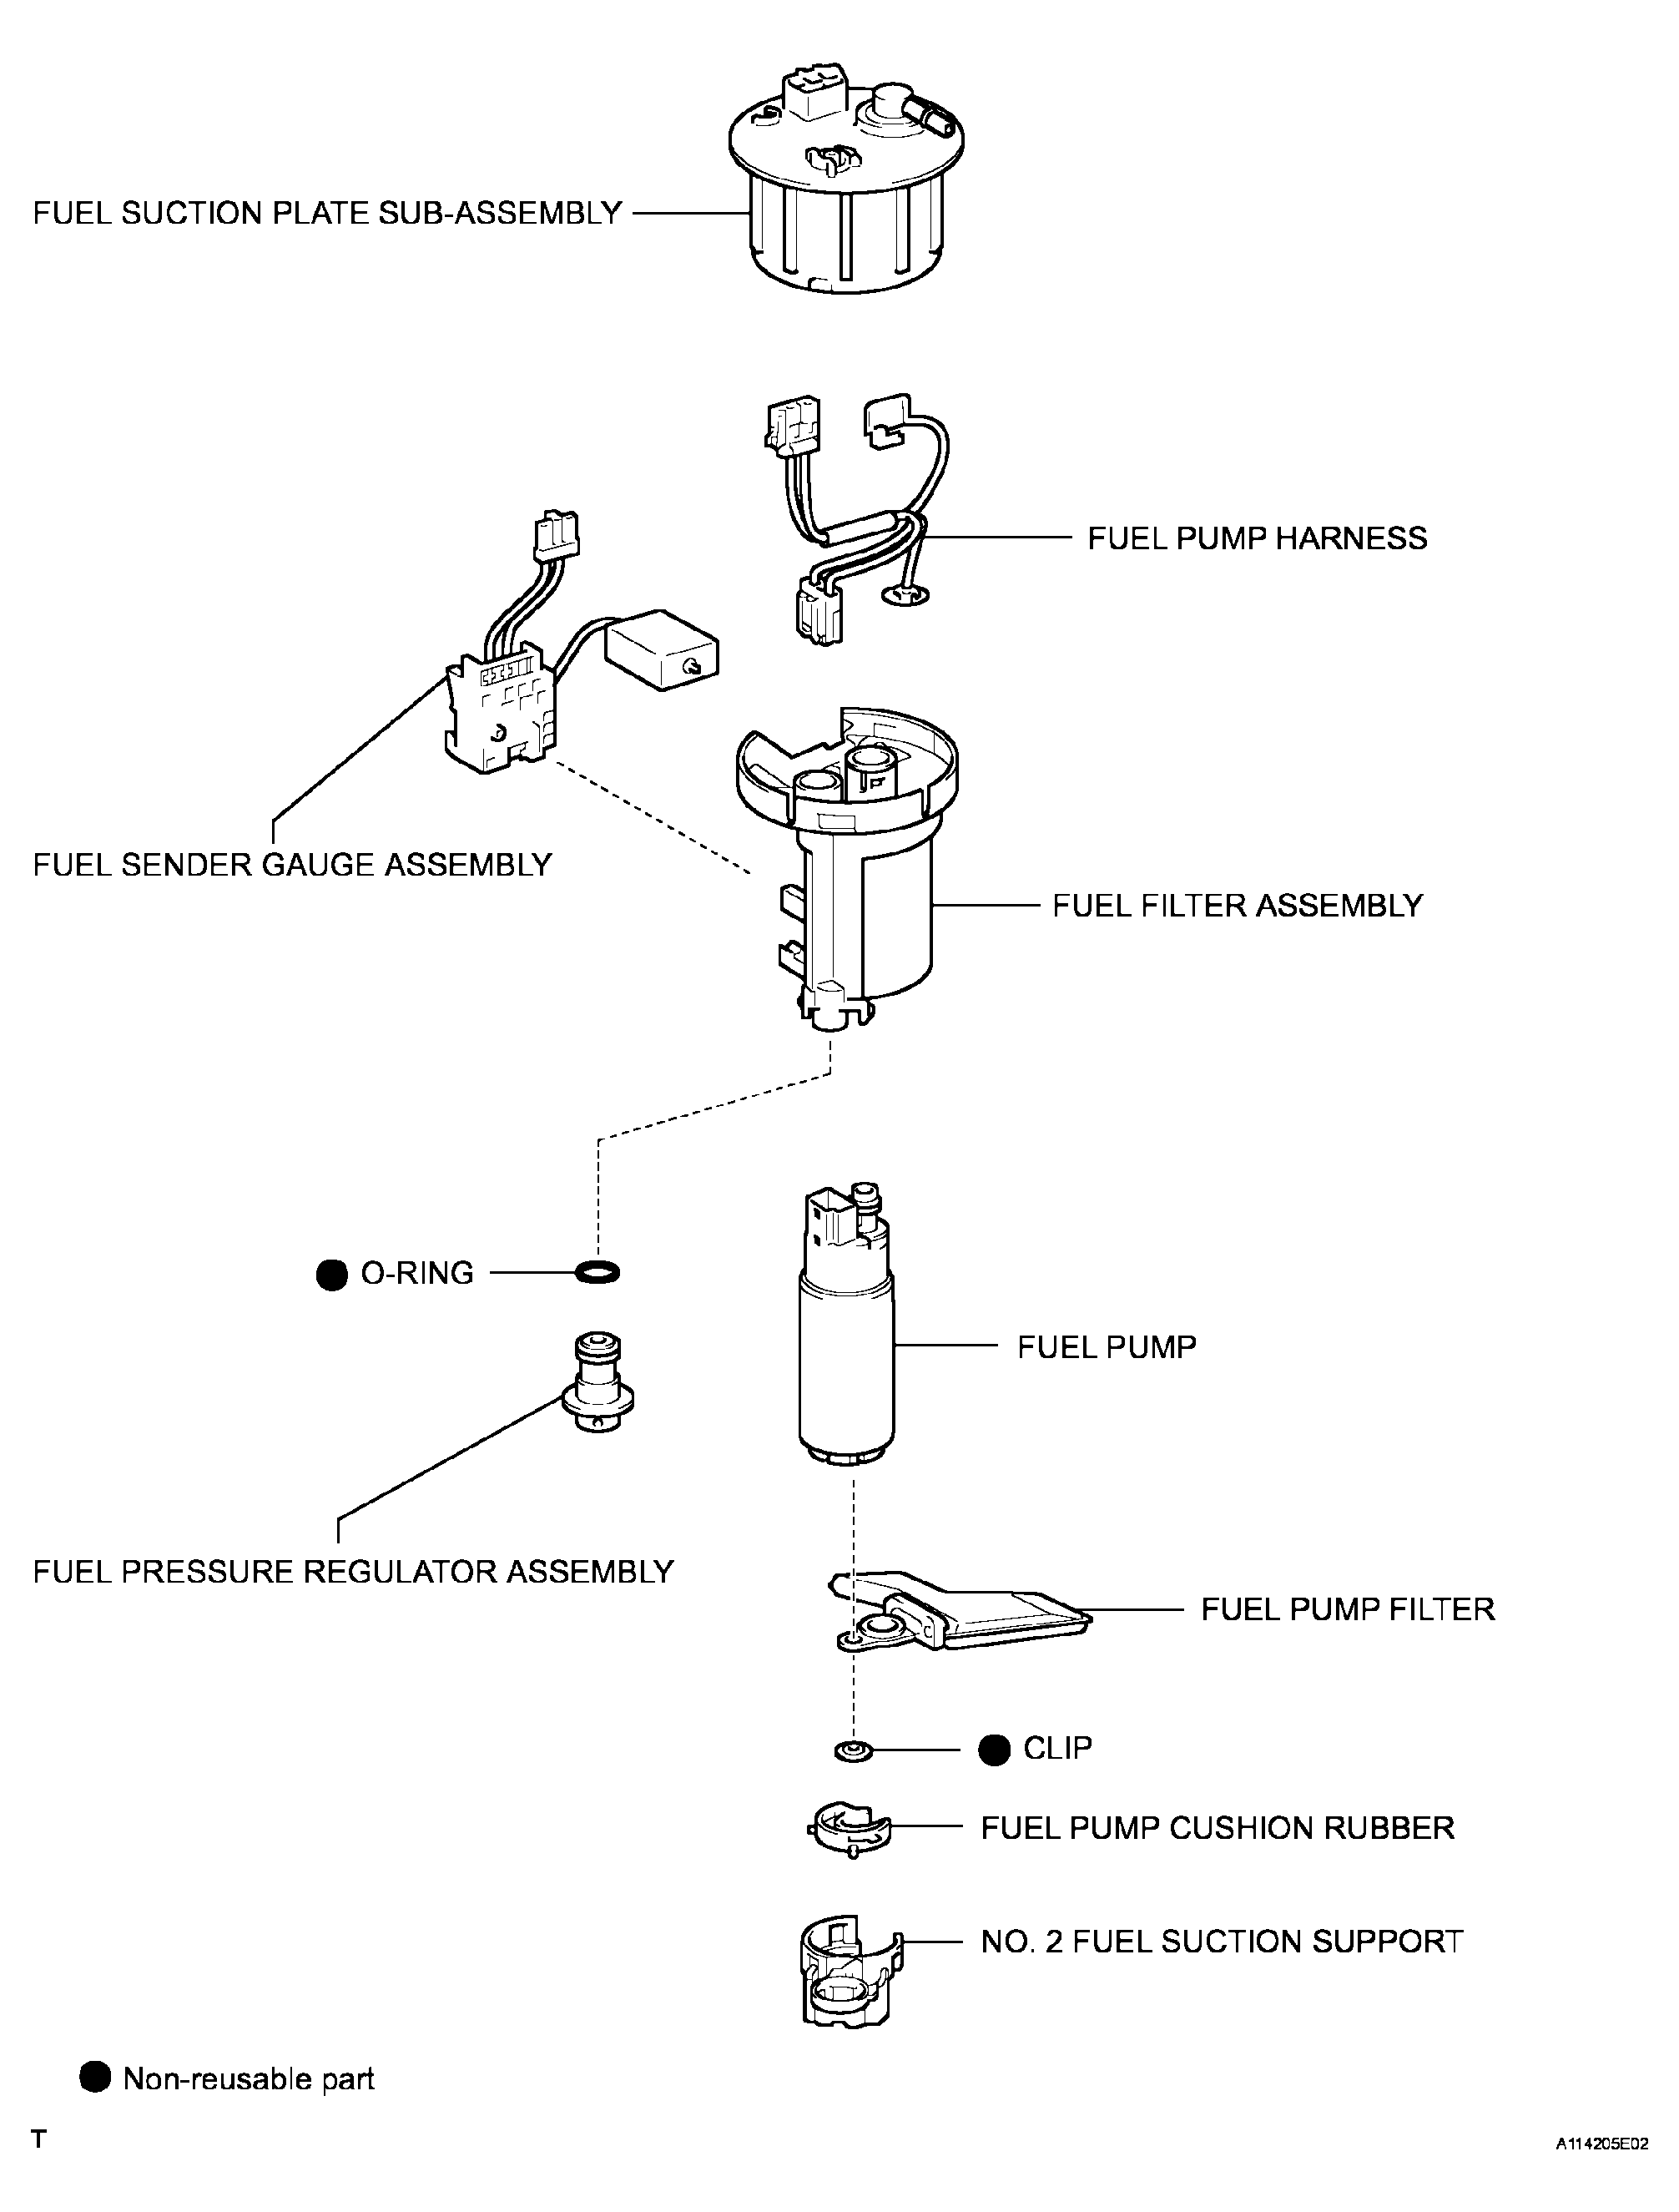 FUEL SUCTION PLATE SUB-ASSEMBLY
FUEL PUMP HARNESS
FUEL SENDER GAUGE ASSEMBLY
FUEL FILTER ASSEMBLY
O-RING
FUEL PUMP
FUEL PRESSURE REGULATOR ASSEMBLY
FUEL PUMP FILTER
CLIP
FUEL PUMP CUSHION RUBBER
NO. 2 FUEL SUCTION SUPPORT
Non-reusable part
T
A114205E02